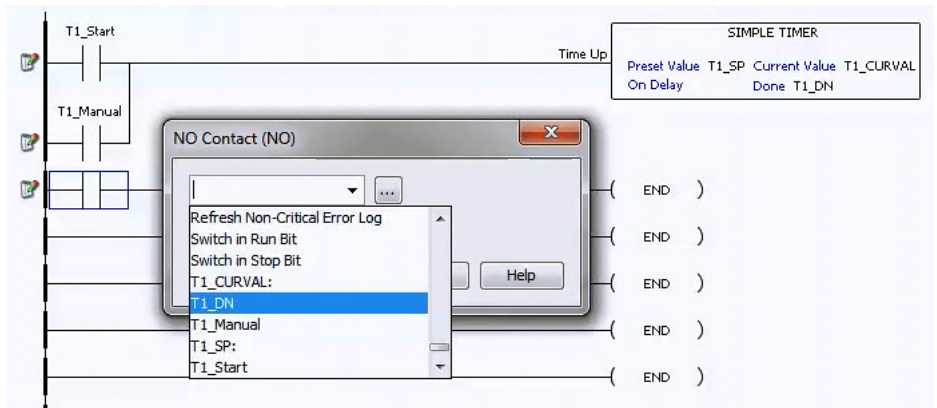 T1_Start
Time Up
SIMPLE TIMER
Preset Value T1_SP Current Value T1_CURVAL
On Delay Done T1_DN
T1_Manual
NO Contact (NO)
...
Refresh Non-Critical Error Log
Switch in Run Bit
Switch in Stop Bit
T1_CURVAL:
T1_DN
T1_Manual
T1_SP:
T1_Start
Help
( END )
( END )
( END )
( END )
( END )